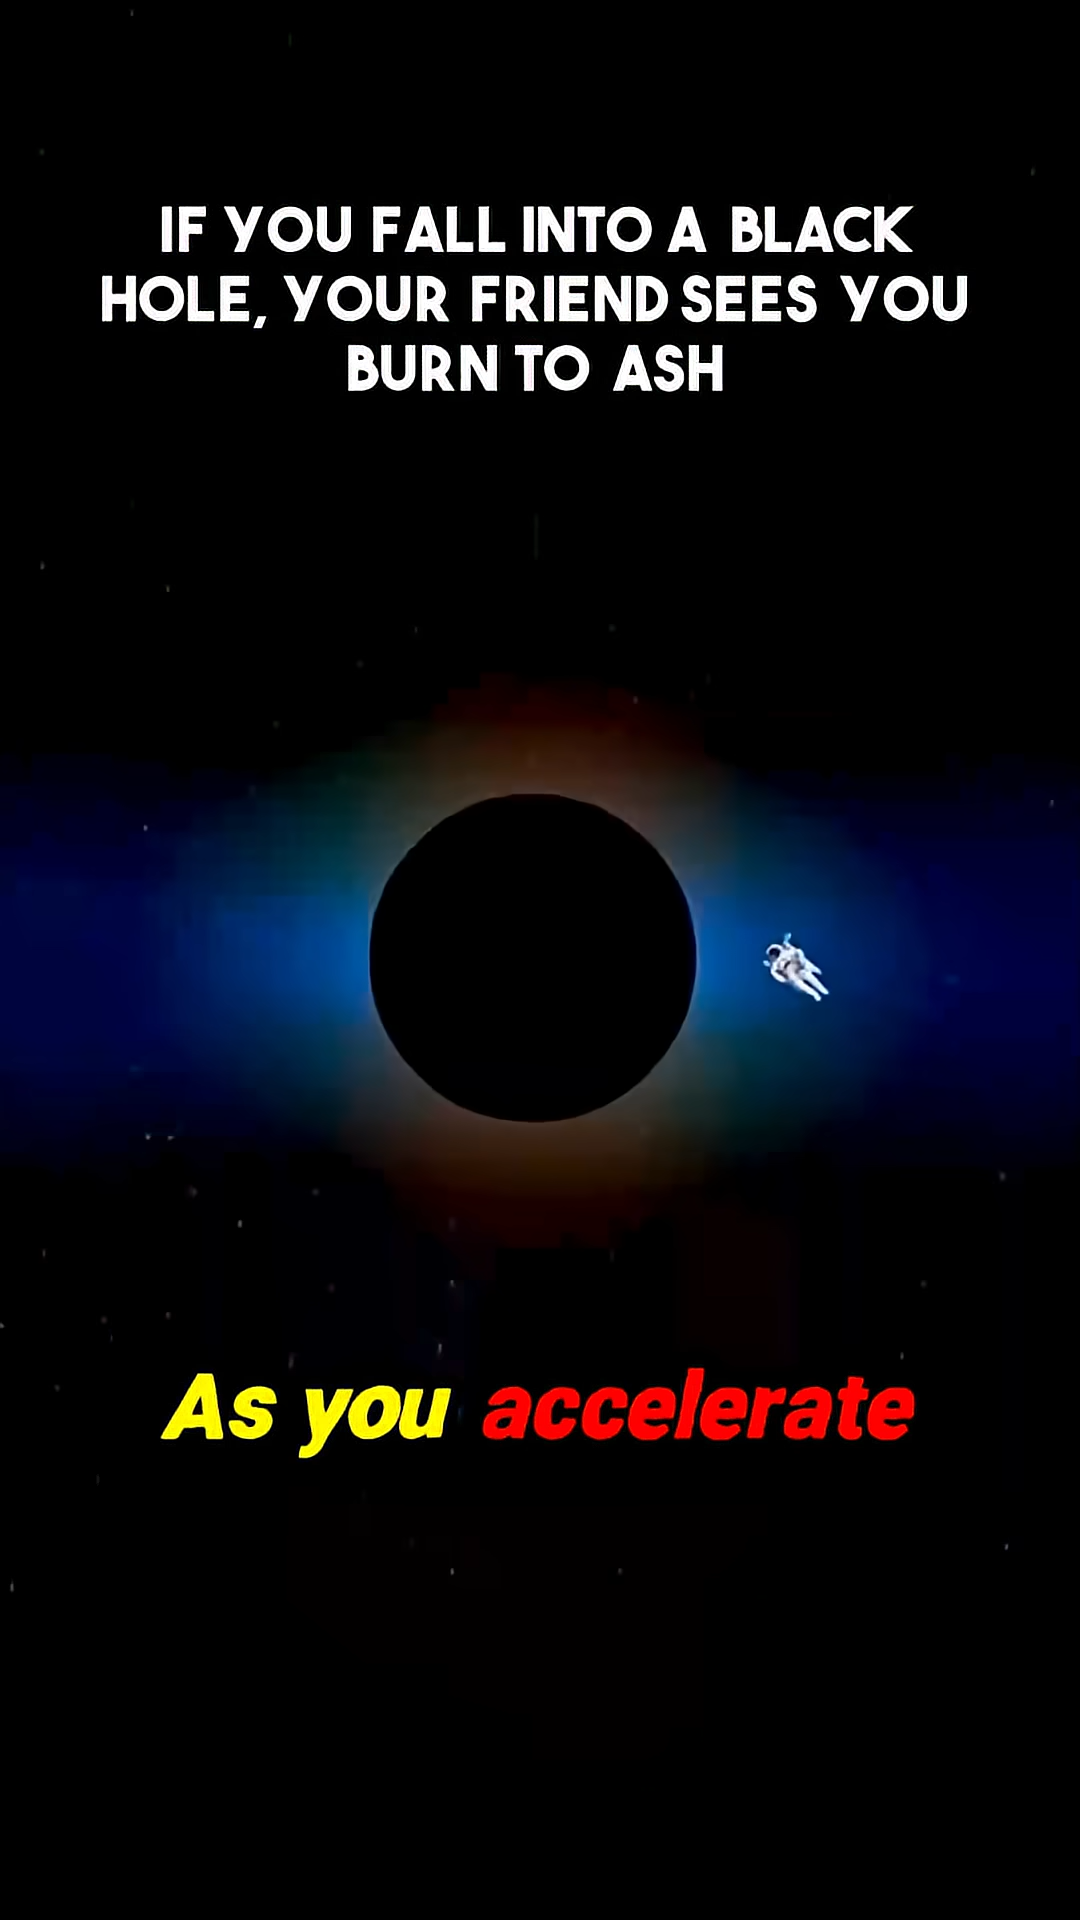 IF YOU FALL INTO A BLACK
HOLE, YOUR FRIEND SEES YOU
BURN TO ASH
As you accelerate